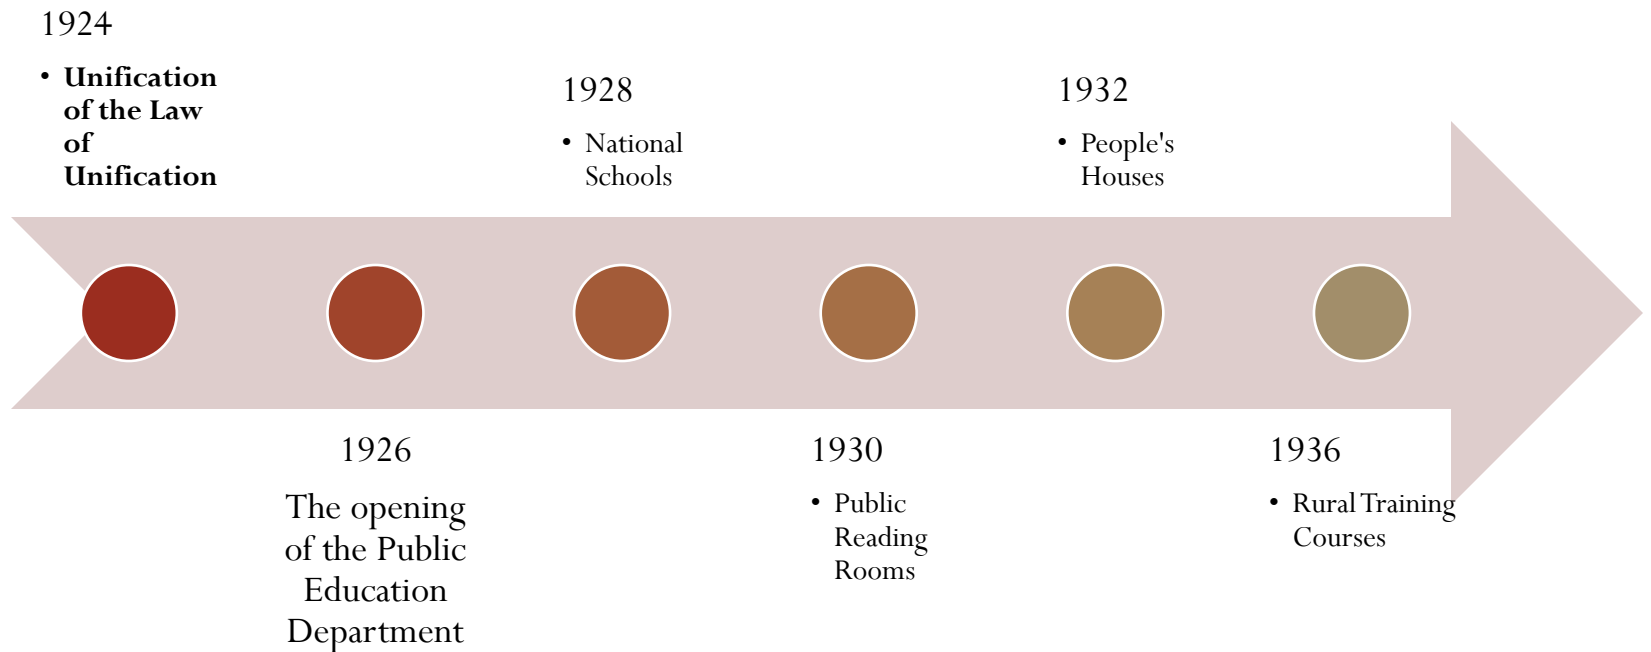 1924
• Unification
of the Law
of
Unification
1926
The opening
of the Public
Education
Department
1928
• National
Schools
1930
• Public
Reading
Rooms
1932
• People's
Houses
1936
• Rural Training
Courses